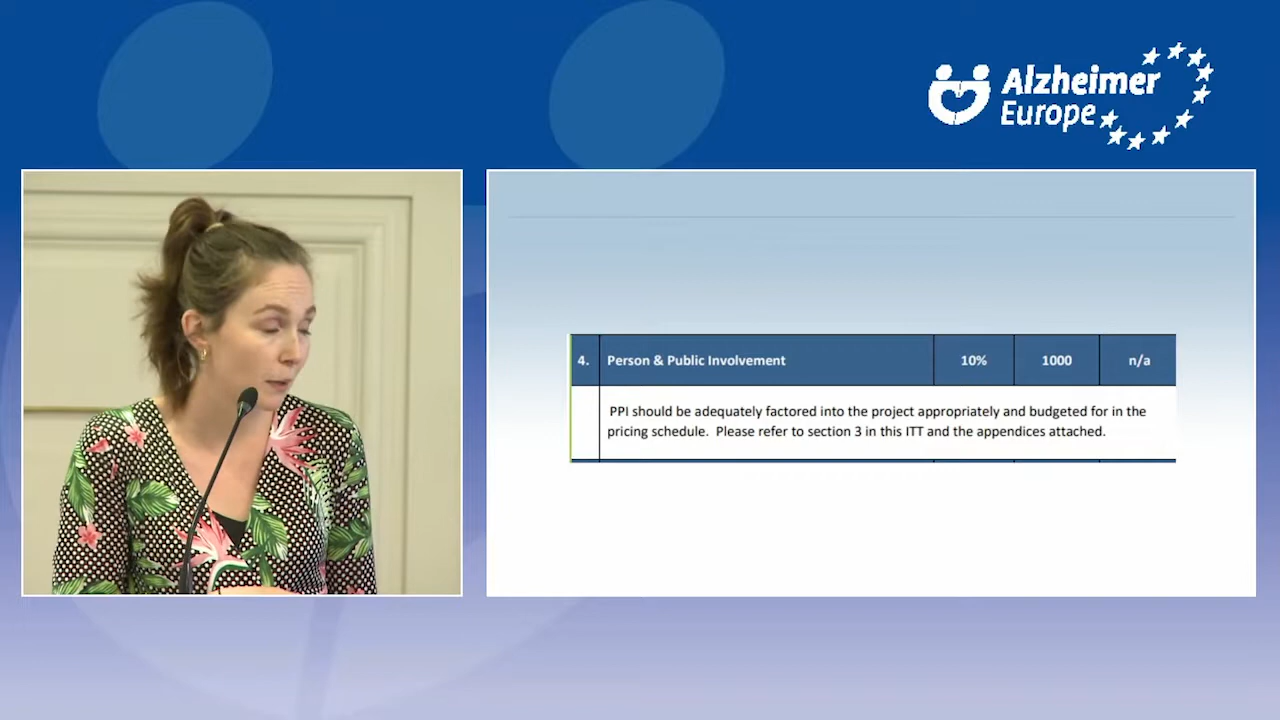 Alzheimer
Europe
4. Person & Public Involvement 10% 1000 n/a
PPI should be adequately factored into the project appropriately and budgeted for in the
pricing schedule. Please refer to section 3 in this ITT and the appendices attached.